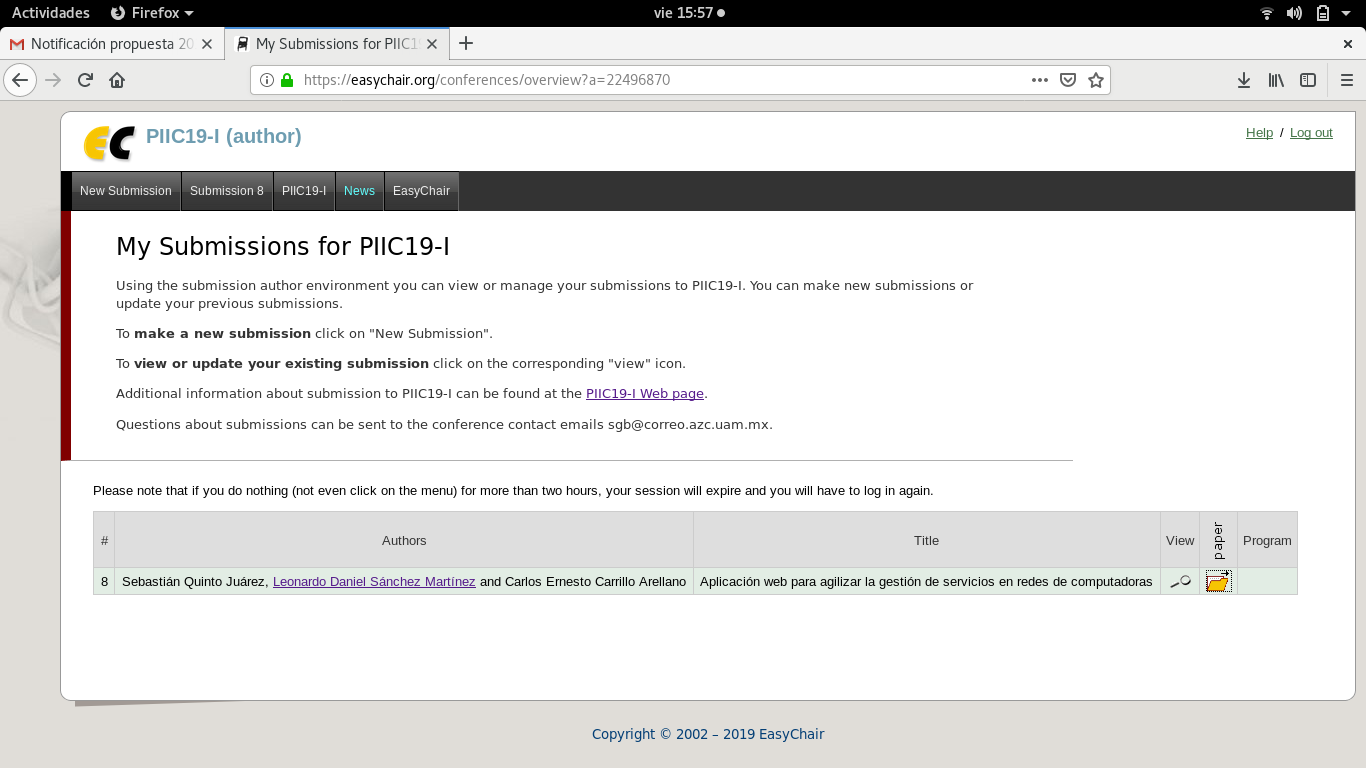 Actividades Firefox vie 15:57
Notificación propuesta 20 My Submissions for PIIC19
https://easychair.org/conferences/overview?a=22496870
EC PIIC19-I (author) Help / Log out
New Submission Submission 8 PIIC19-I News EasyChair
My Submissions for PIIC19-I
Using the submission author environment you can view or manage your submissions to PIIC19-I. You can make new submissions or
update your previous submissions.
To make a new submission click on "New Submission".
To view or update your existing submission click on the corresponding "view" icon.
Additional information about submission to PIIC19-I can be found at the PIIC19-I Web page.
Questions about submissions can be sent to the conference contact emails sgb@correo.azc.uam.mx.
Please note that if you do nothing (not even click on the menu) for more than two hours, your session will expire and you will have to log in again.
# Authors Title View paper Program
8 Sebastián Quinto Juárez, Leonardo Daniel Sánchez Martínez and Carlos Ernesto Carrillo Arellano Aplicación web para agilizar la gestión de servicios en redes de computadoras
Copyright © 2002 – 2019 EasyChair